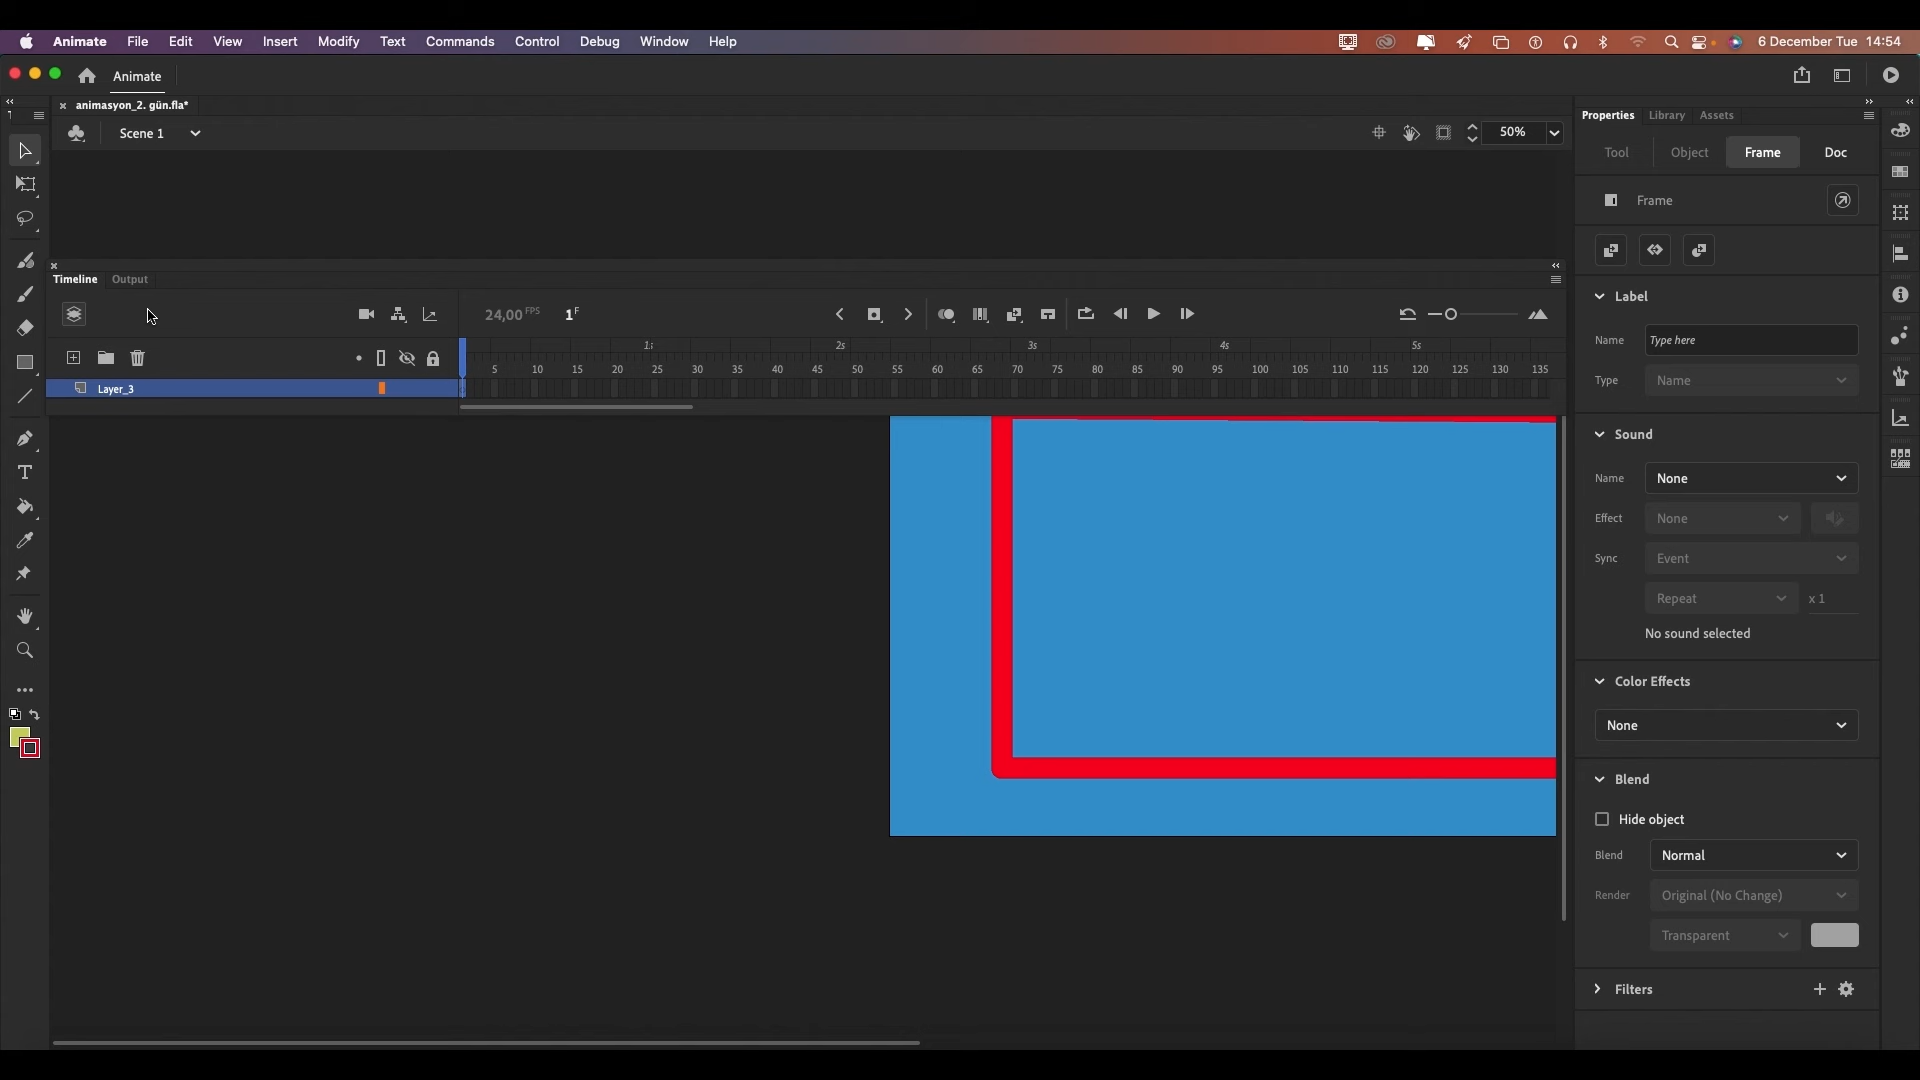 Animate File Edit View Insert Modify Text Commands Control Debug Window Help 6 December Tue 14:54
Animate
animasyon_2. gün.fla*
Scene 1 50%
Properties Library Assets
Tool Object Frame Doc
Frame
Timeline Output
24,00 FPS 1 F
1s 2s 3s 4s 5s
5 10 15 20 25 30 35 40 45 50 55 60 65 70 75 80 85 90 95 100 105 110 115 120 125 130 135
Layer_3
Label
Name Type here
Type Name
Sound
Name None
Effect None
Sync Event
Repeat x 1
No sound selected
Color Effects
None
Blend
Hide object
Blend Normal
Render Original (No Change)
Transparent
Filters